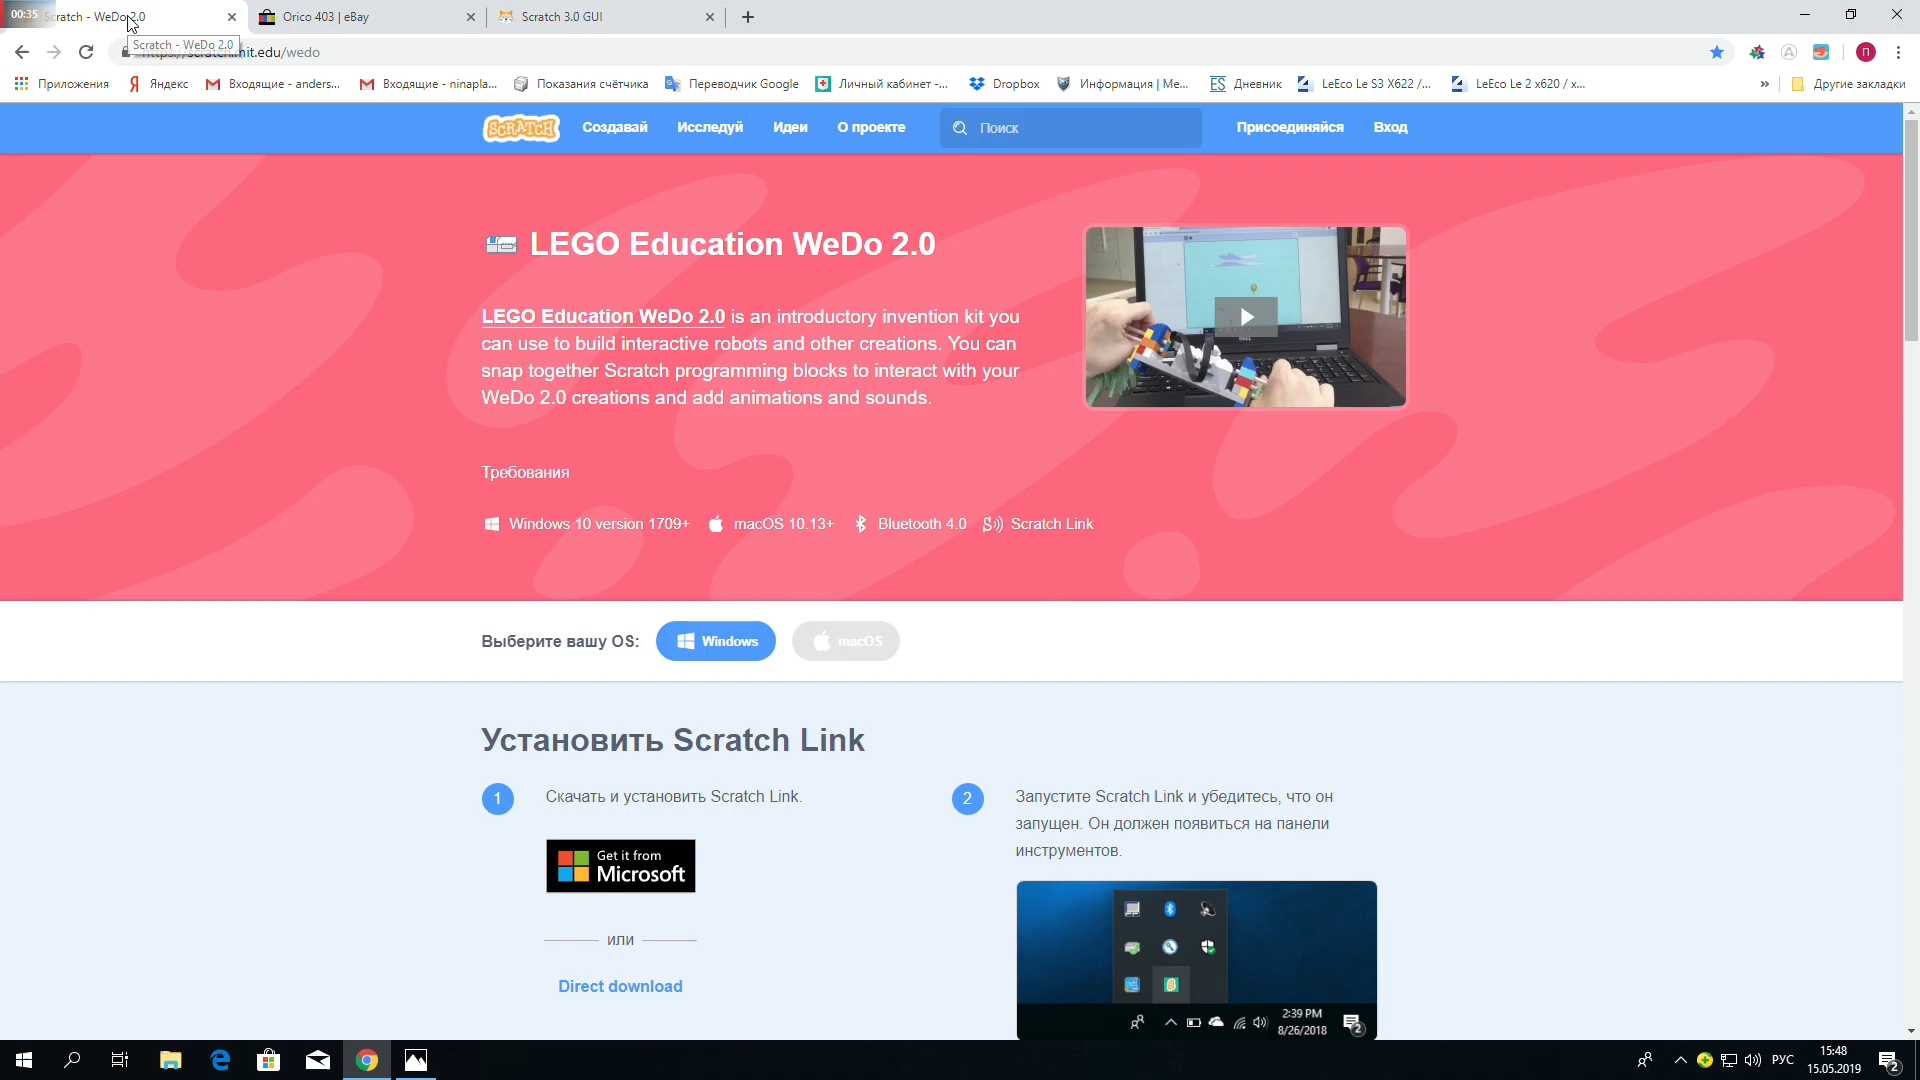 00:35
Scratch - WeDo 2.0
Orico 403 | eBay
Scratch 3.0 GUI
Scratch - WeDo 2.0
https://scratch.mit.edu/wedo
П
Приложения
Яндекс
Входящие - anders...
Входящие - ninapla...
Показания счётчика
Переводчик Google
Личный кабинет -...
Dropbox
Информация | Ме...
Дневник
LeEco Le S3 X622 /...
LeEco Le 2 x620 / x...
»
Другие закладки
SCRATCH
Создавай
Исследуй
Идеи
О проекте
Поиск
Присоединяйся
Вход
LEGO Education WeDo 2.0
LEGO Education WeDo 2.0 is an introductory invention kit you
can use to build interactive robots and other creations. You can
snap together Scratch programming blocks to interact with your
WeDo 2.0 creations and add animations and sounds.
DELL
Требования
Windows 10 version 1709+
macOS 10.13+
Bluetooth 4.0
Scratch Link
Выберите вашу OS:
Windows
macOS
Установить Scratch Link
1
Скачать и установить Scratch Link.
Get it from
Microsoft
или
Direct download
2
Запустите Scratch Link и убедитесь, что он
запущен. Он должен появиться на панели
инструментов.
2:39 PM
8/26/2018
2
РУС
15:48
15.05.2019
2